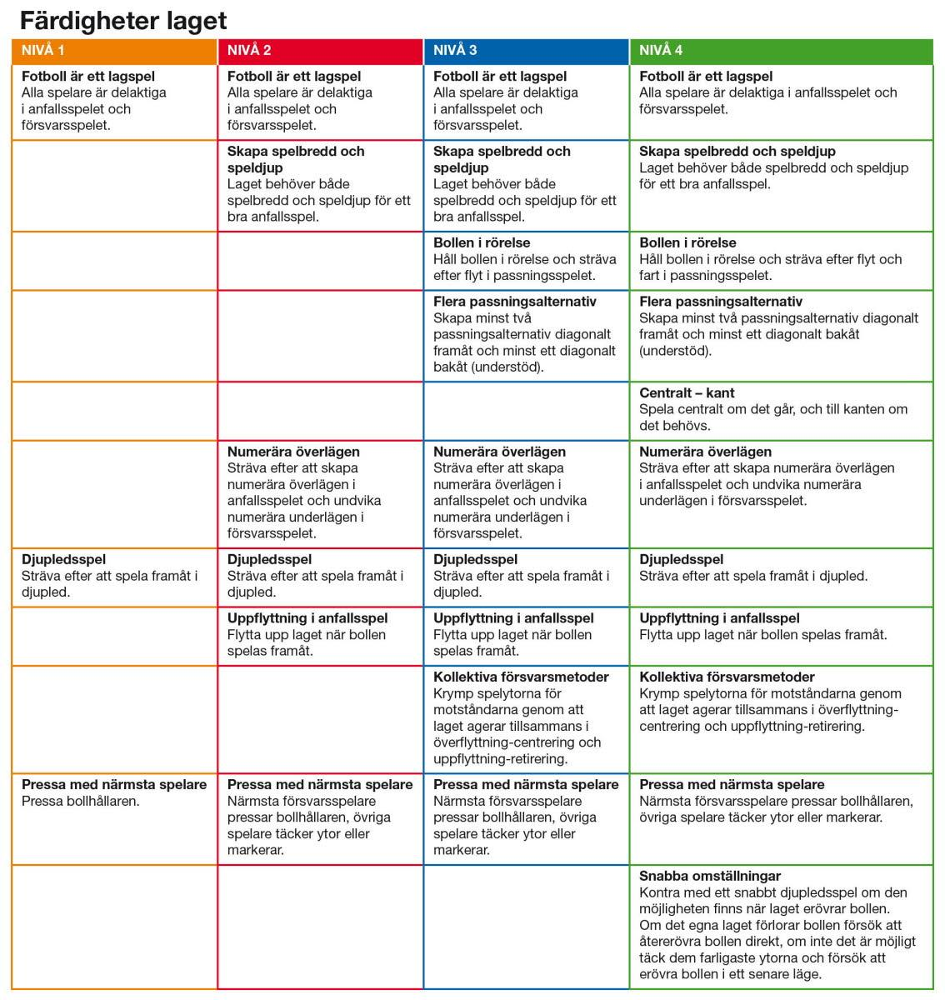 Färdigheter laget
NIVÅ 1
NIVÅ 2
NIVÅ 3
NIVÅ 4
Fotboll är ett lagspel
Alla spelare är delaktiga
i anfallsspelet och
försvarsspelet.
Fotboll är ett lagspel
Alla spelare är delaktiga
i anfallsspelet och
försvarsspelet.
Fotboll är ett lagspel
Alla spelare är delaktiga
i anfallsspelet och
försvarsspelet.
Fotboll är ett lagspel
Alla spelare är delaktiga i anfallsspelet och
försvarsspelet.
Skapa spelbredd och
speldjup
Laget behöver både
spelbredd och speldjup för ett
bra anfallsspel.
Skapa spelbredd och
speldjup
Laget behöver både
spelbredd och speldjup för ett
bra anfallsspel.
Skapa spelbredd och speldjup
Laget behöver både spelbredd och speldjup
för ett bra anfallsspel.
Bollen i rörelse
Håll bollen i rörelse och sträva
efter flyt i passningsspelet.
Bollen i rörelse
Håll bollen i rörelse och sträva efter flyt och
fart i passningsspelet.
Flera passningsalternativ
Skapa minst två
passningsalternativ diagonalt
framåt och minst ett diagonalt
bakåt (understöd).
Flera passningsalternativ
Skapa minst två passningsalternativ diagonalt
framåt och minst ett diagonalt bakåt
(understöd).
Centralt – kant
Spela centralt om det går, och till kanten om
det behövs.
Numerära överlägen
Sträva efter att skapa
numerära överlägen i
anfallsspelet och undvika
numerära underlägen i
försvarsspelet.
Numerära överlägen
Sträva efter att skapa
numerära överlägen i
anfallsspelet och undvika
numerära underlägen i
försvarsspelet.
Numerära överlägen
Sträva efter att skapa numerära överlägen
i anfallsspelet och undvika numerära
underlägen i försvarsspelet.
Djupledsspel
Sträva efter att spela framåt i
djupled.
Djupledsspel
Sträva efter att spela framåt i
djupled.
Djupledsspel
Sträva efter att spela framåt i
djupled.
Djupledsspel
Sträva efter att spela framåt i djupled.
Uppflyttning i anfallsspel
Flytta upp laget när bollen
spelas framåt.
Uppflyttning i anfallsspel
Flytta upp laget när bollen
spelas framåt.
Uppflyttning i anfallsspel
Flytta upp laget när bollen spelas framåt.
Kollektiva försvarsmetoder
Krymp spelytorna för
motståndarna genom att
laget agerar tillsammans i
överflyttning-centrering och
uppflyttning-retirering.
Kollektiva försvarsmetoder
Krymp spelytorna för motståndarna genom
att laget agerar tillsammans i överflyttning-
centrering och uppflyttning-retirering.
Pressa med närmsta spelare
Pressa bollhållaren.
Pressa med närmsta spelare
Närmsta försvarsspelare
pressar bollhållaren, övriga
spelare täcker ytor eller
markerar.
Pressa med närmsta spelare
Närmsta försvarsspelare
pressar bollhållaren, övriga
spelare täcker ytor eller
markerar.
Pressa med närmsta spelare
Närmsta försvarsspelare pressar bollhållaren,
övriga spelare täcker ytor eller markerar.
Snabba omställningar
Kontra med ett snabbt djupledsspel om den
möjligheten finns när laget erövrar bollen.
Om det egna laget förlorar bollen försök att
återerövra bollen direkt, om inte det är möjligt
täck dem farligaste ytorna och försök att
erövra bollen i ett senare läge.